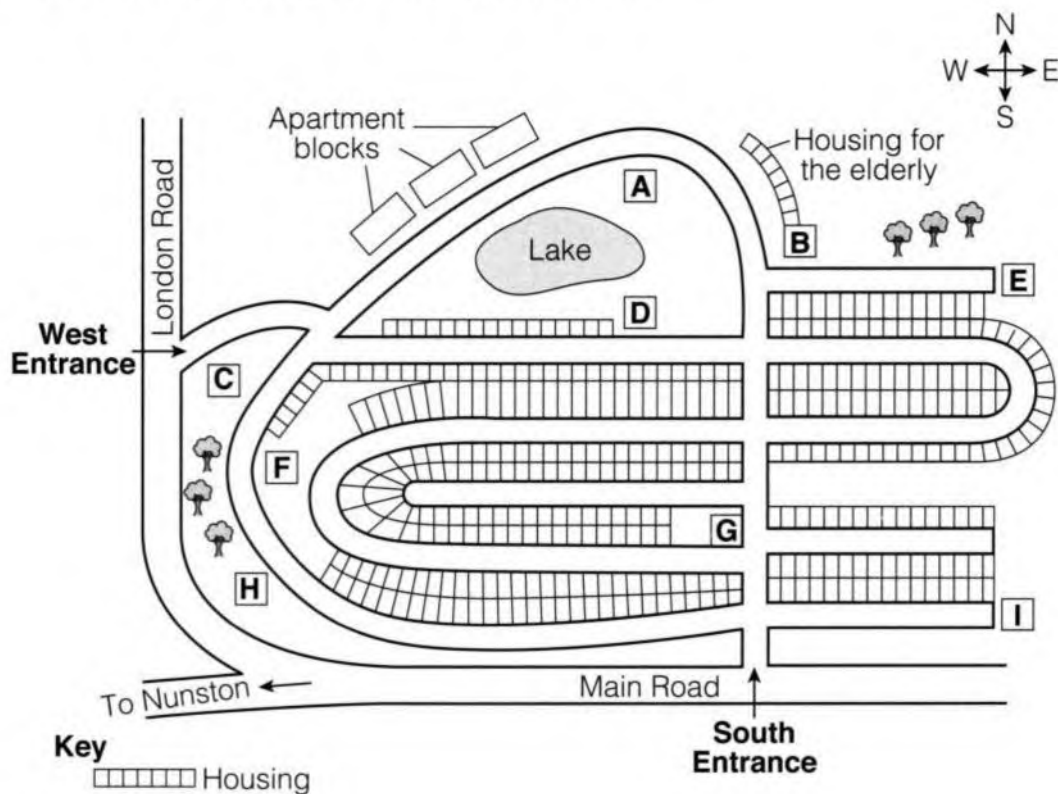 N
W E
S
Apartment
blocks
Housing for
the elderly
London Road
A
B
Lake
E
West
Entrance
D
C
F
G
H
I
To Nunston
Main Road
South
Entrance
Key
Housing